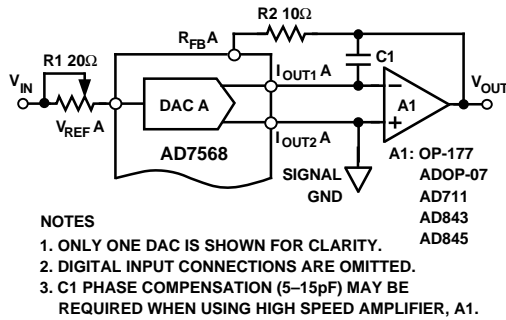 R2 10Ω
R1 20Ω
RFB A
C1
VIN
IOUT1 A
VOUT
DAC A
A1
VREF A
IOUT2 A
AD7568
SIGNAL
GND
A1: OP-177
ADOP-07
AD711
AD843
AD845
NOTES
1. ONLY ONE DAC IS SHOWN FOR CLARITY.
2. DIGITAL INPUT CONNECTIONS ARE OMITTED.
3. C1 PHASE COMPENSATION (5–15pF) MAY BE
REQUIRED WHEN USING HIGH SPEED AMPLIFIER, A1.